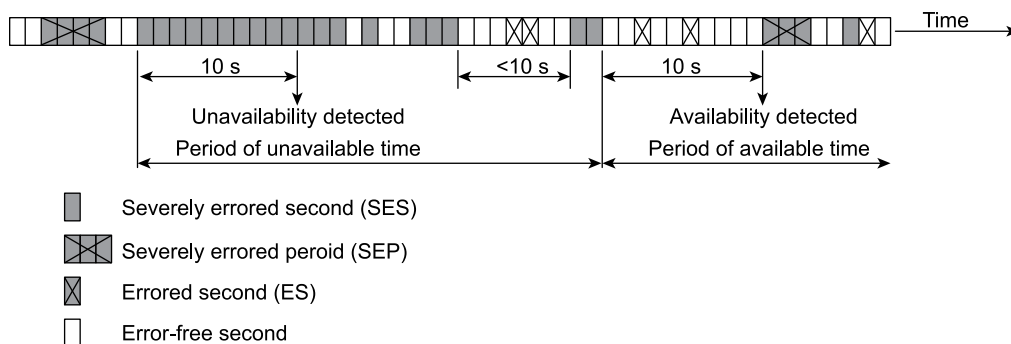 Time
10 s
<10 s
10 s
Unavailability detected
Availability detected
Period of unavailable time
Period of available time
Severely errored second (SES)
Severely errored peroid (SEP)
Errored second (ES)
Error-free second